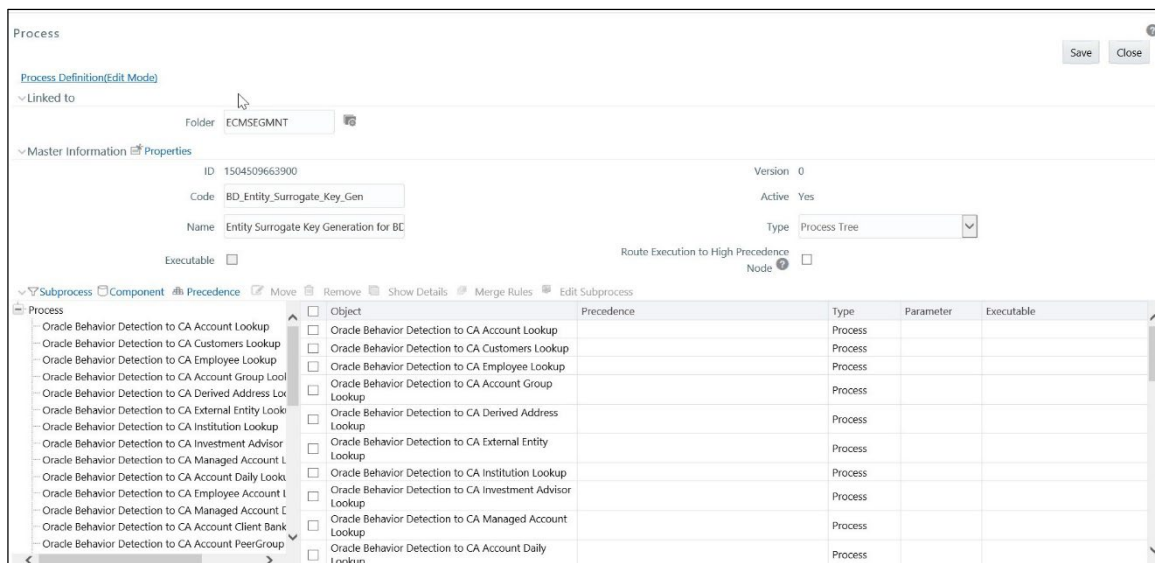 Process
Save Close
Process Definition(Edit Mode)
Linked to
Folder ECMSEGMNT
Master Information Properties
ID 1504509663900 Version 0
Code BD_Entity_Surrogate_Key_Gen Active Yes
Name Entity Surrogate Key Generation for BD Type Process Tree
Executable Route Execution to High Precedence
Node
Subprocess Component Precedence Move Remove Show Details Merge Rules Edit Subprocess
Process
Oracle Behavior Detection to CA Account Lookup
Oracle Behavior Detection to CA Customers Lookup
Oracle Behavior Detection to CA Employee Lookup
Oracle Behavior Detection to CA Account Group
Oracle Behavior Detection to CA Derived Address
Oracle Behavior Detection to CA External Entity
Oracle Behavior Detection to CA Institution Lookup
Oracle Behavior Detection to CA Investment Advisor
Oracle Behavior Detection to CA Managed Account
Oracle Behavior Detection to CA Account Daily
Oracle Behavior Detection to CA Employee Account
Oracle Behavior Detection to CA Managed Account
Oracle Behavior Detection to CA Account Client Bank
Oracle Behavior Detection to CA Account PeerGroup
Object Precedence Type Parameter Executable
Oracle Behavior Detection to CA Account Lookup Process
Oracle Behavior Detection to CA Customers Lookup Process
Oracle Behavior Detection to CA Employee Lookup Process
Oracle Behavior Detection to CA Account Group
Lookup Process
Oracle Behavior Detection to CA Derived Address
Lookup Process
Oracle Behavior Detection to CA External Entity
Lookup Process
Oracle Behavior Detection to CA Institution Lookup Process
Oracle Behavior Detection to CA Investment Advisor
Lookup Process
Oracle Behavior Detection to CA Managed Account
Lookup Process
Oracle Behavior Detection to CA Account Daily
Lookup Process